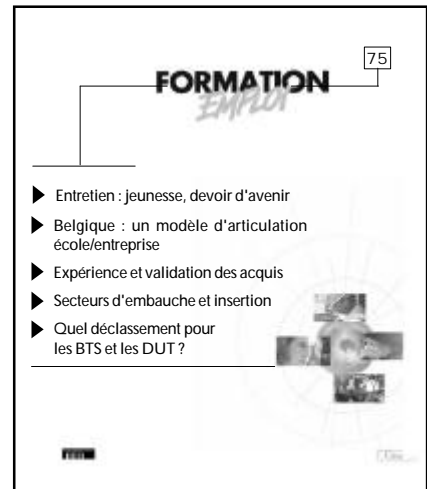 75
FORMATION
EMPLOI
Entretien : jeunesse, devoir d'avenir
Belgique : un modèle d'articulation
école/entreprise
Expérience et validation des acquis
Secteurs d'embauche et insertion
Quel déclassement pour
les BTS et les DUT ?